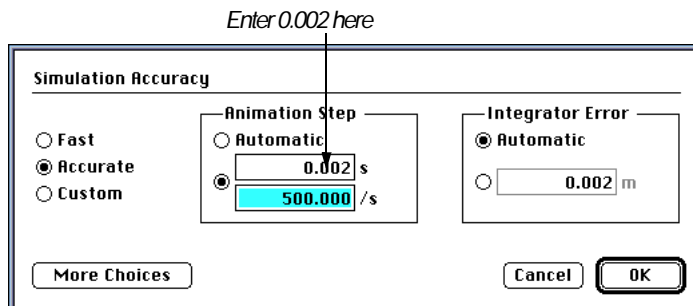 Enter 0.002 here
Simulation Accuracy
Animation Step
Integrator Error
Fast
Accurate
Custom
Automatic
0.002 s
500.000 /s
Automatic
0.002 m
More Choices
Cancel
OK